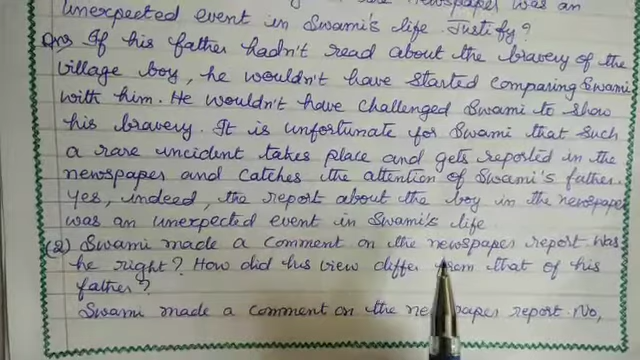 newspaper was an
unexpected event in Swami's life. Justify?
Ans If his father hadn't read about the bravery of the
village boy, he wouldn't have started comparing Swami
with him. He wouldn't have challenged Swami to show
his bravery. It is unfortunate for Swami that such
a rare incident takes place and gets reported in the
newspaper and catches the attention of Swami's father.
Yes, indeed, the report about the boy in the newspaper
was an unexpected event in Swami's life.
(2) Swami made a comment on the newspaper report. Was
he right? How did his view differ from that of his
father?
Swami made a comment on the newspaper report. No,